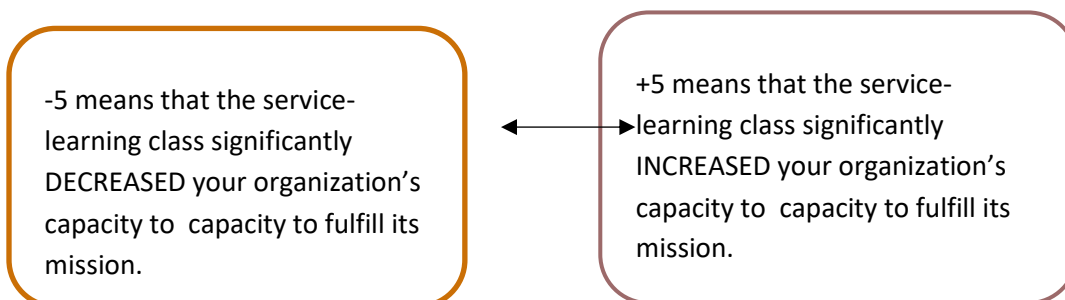 -5 means that the service-
learning class significantly
DECREASED your organization’s
capacity to  capacity to fulfill its
mission.
+5 means that the service-
learning class significantly
INCREASED your organization’s
capacity to  capacity to fulfill its
mission.